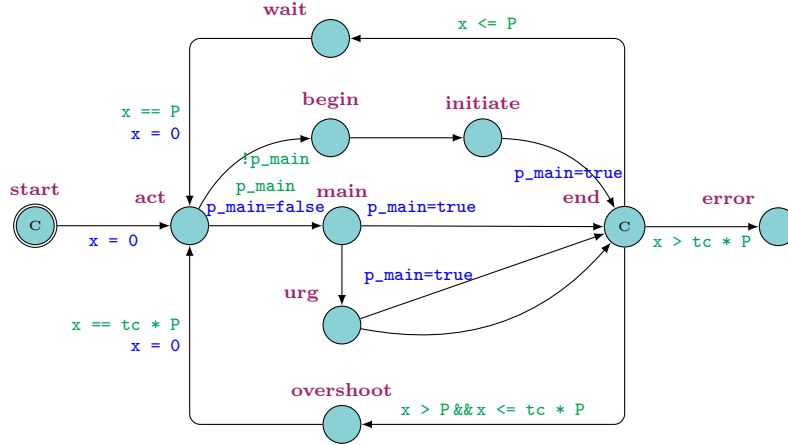 wait
x <= P
x == P
x = 0
begin
initiate
!p_main
p_main=true
p_main
start
act
p_main=false
main
p_main=true
end
error
C
C
x = 0
x > tc * P
urg
p_main=true
x == tc * P
x = 0
overshoot
x > P && x <= tc * P